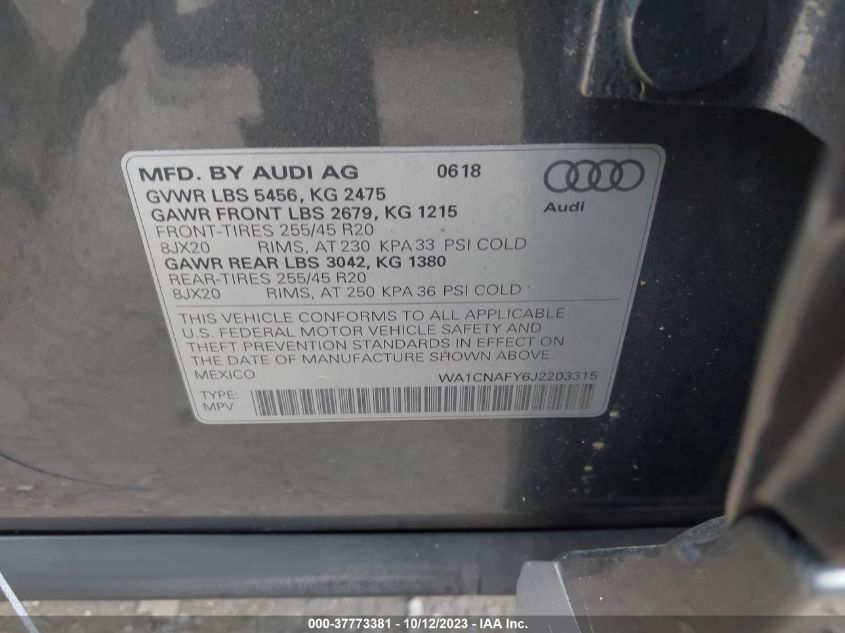 MFD. BY AUDI AG 0618
GVWR LBS 5456, KG 2475
GAWR FRONT LBS 2679, KG 1215
Audi
FRONT-TIRES 255/45 R20
8JX20 RIMS, AT 230 KPA 33 PSI COLD
GAWR REAR LBS 3042, KG 1380
REAR-TIRES 255/45 R20
8JX20 RIMS, AT 250 KPA 36 PSI COLD
THIS VEHICLE CONFORMS TO ALL APPLICABLE
U.S. FEDERAL MOTOR VEHICLE SAFETY AND
THEFT PREVENTION STANDARDS IN EFFECT ON
THE DATE OF MANUFACTURE SHOWN ABOVE.
MEXICO WA1CNAFY6J2203315
TYPE:
MPV
000-37773381 - 10/12/2023 - IAAI Inc.